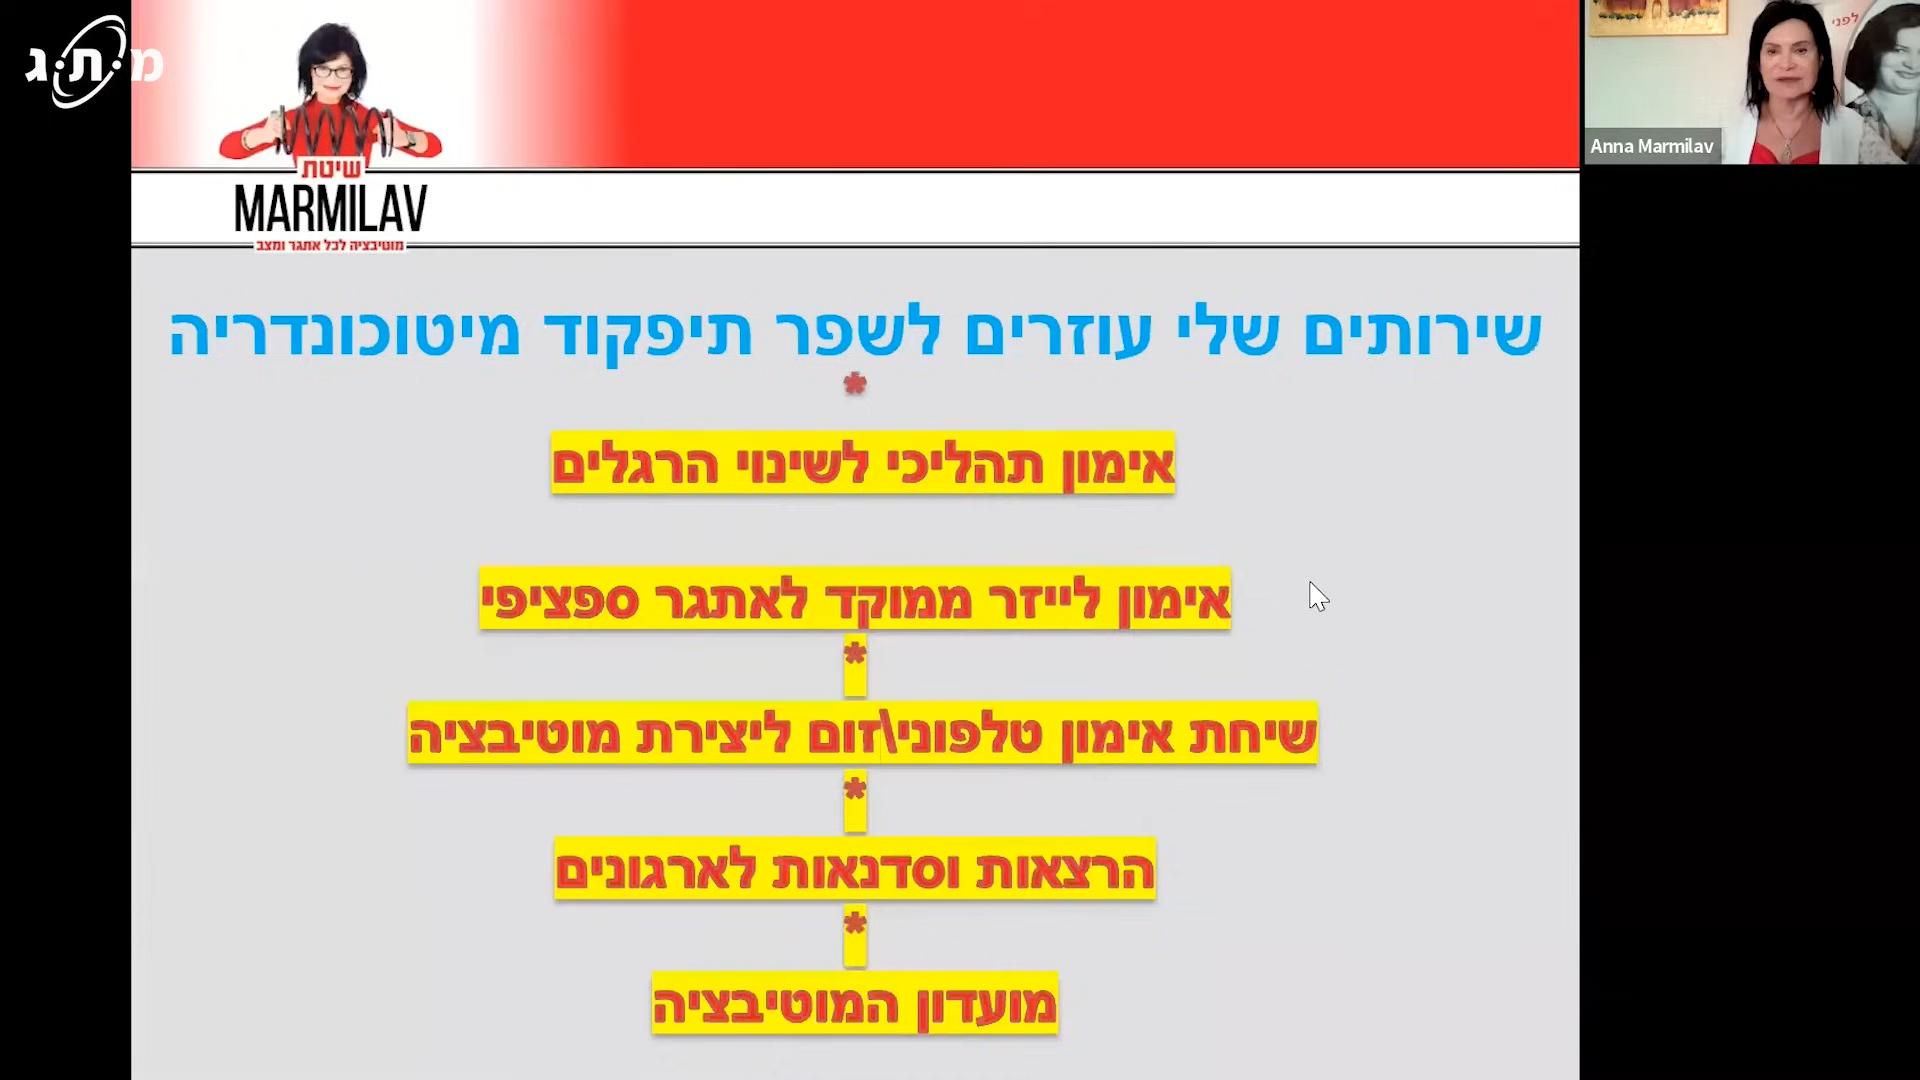 מ.ת.ג
שיטת
MARMILAV
מוטיבציה לכל אתגר ומצב
לפני
Anna Marmilav
שירותים שלי עוזרים לשפר תיפקוד מיטוכונדריה
*
אימון תהליכי לשינוי הרגלים
אימון לייזר ממוקד לאתגר ספציפי
*
שיחת אימון טלפוני\זום ליצירת מוטיבציה
*
הרצאות וסדנאות לארגונים
*
מועדון המוטיבציה